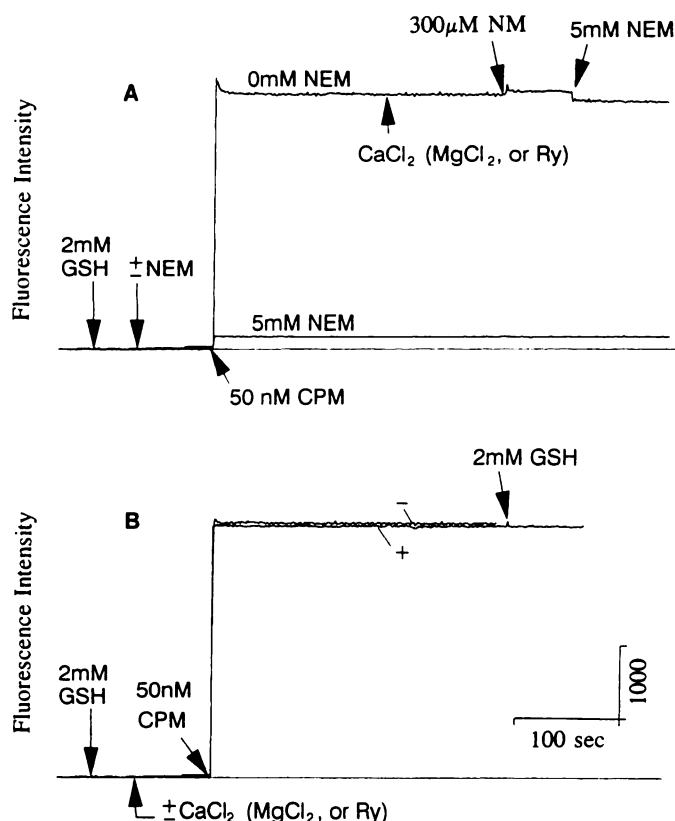 300µM NM
5mM NEM
A
0mM NEM
CaCl₂ (MgCl₂, or Ry)
Fluorescence Intensity
2mM
GSH
±NEM
5mM NEM
50 nM CPM
B
2mM GSH
−
+
Fluorescence Intensity
2mM
GSH
50nM
CPM
1000
100 sec
±CaCl₂ (MgCl₂, or Ry)